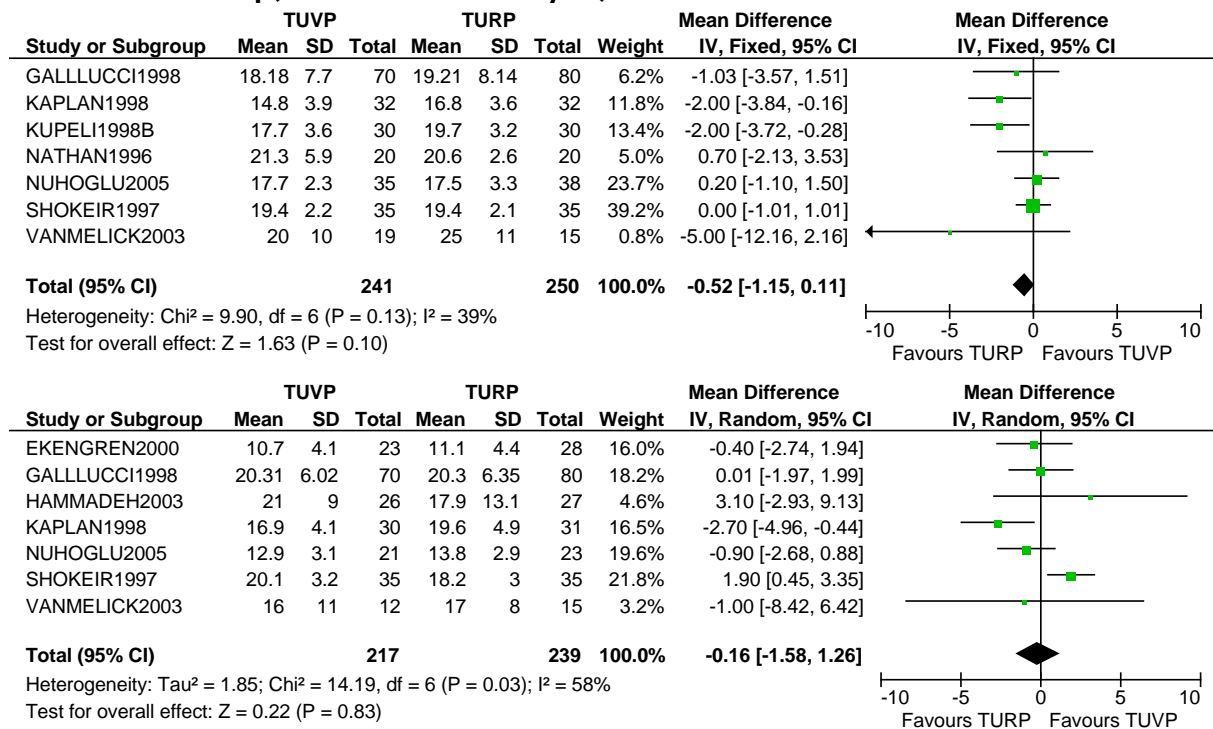 TUVP TURP Mean Difference Mean Difference
Study or Subgroup Mean SD Total Mean SD Total Weight IV, Fixed, 95% CI IV, Fixed, 95% CI
GALLLUCCI1998 18.18 7.7 70 19.21 8.14 80 6.2% -1.03 [-3.57, 1.51]
KAPLAN1998 14.8 3.9 32 16.8 3.6 32 11.8% -2.00 [-3.84, -0.16]
KUPELI1998B 17.7 3.6 30 19.7 3.2 30 13.4% -2.00 [-3.72, -0.28]
NATHAN1996 21.3 5.9 20 20.6 2.6 20 5.0% 0.70 [-2.13, 3.53]
NUHOGLU2005 17.7 2.3 35 17.5 3.3 38 23.7% 0.20 [-1.10, 1.50]
SHOKEIR1997 19.4 2.2 35 19.4 2.1 35 39.2% 0.00 [-1.01, 1.01]
VANMELICK2003 20 10 19 25 11 15 0.8% -5.00 [-12.16, 2.16]
Total (95% CI) 241 250 100.0% -0.52 [-1.15, 0.11]
Heterogeneity: Chi² = 9.90, df = 6 (P = 0.13); I² = 39%
Test for overall effect: Z = 1.63 (P = 0.10)
-10 -5 0 5 10
Favours TURP Favours TUVP
TUVP TURP Mean Difference Mean Difference
Study or Subgroup Mean SD Total Mean SD Total Weight IV, Random, 95% CI IV, Random, 95% CI
EKENGREN2000 10.7 4.1 23 11.1 4.4 28 16.0% -0.40 [-2.74, 1.94]
GALLLUCCI1998 20.31 6.02 70 20.3 6.35 80 18.2% 0.01 [-1.97, 1.99]
HAMMADEH2003 21 9 26 17.9 13.1 27 4.6% 3.10 [-2.93, 9.13]
KAPLAN1998 16.9 4.1 30 19.6 4.9 31 16.5% -2.70 [-4.96, -0.44]
NUHOGLU2005 12.9 3.1 21 13.8 2.9 23 19.6% -0.90 [-2.68, 0.88]
SHOKEIR1997 20.1 3.2 35 18.2 3 35 21.8% 1.90 [0.45, 3.35]
VANMELICK2003 16 11 12 17 8 15 3.2% -1.00 [-8.42, 6.42]
Total (95% CI) 217 239 100.0% -0.16 [-1.58, 1.26]
Heterogeneity: Tau² = 1.85; Chi² = 14.19, df = 6 (P = 0.03); I² = 58%
Test for overall effect: Z = 0.22 (P = 0.83)
-10 -5 0 5 10
Favours TURP Favours TUVP